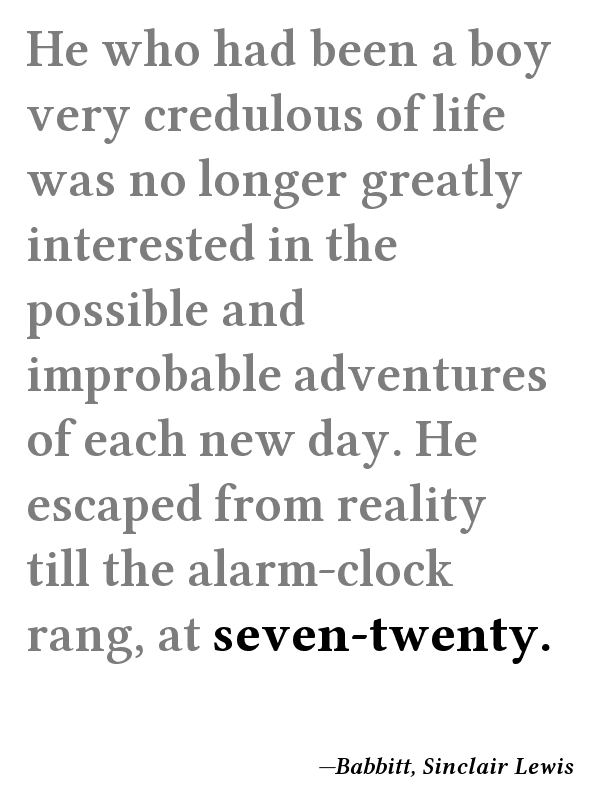 He who had been a boy
very credulous of life
was no longer greatly
interested in the
possible and
improbable adventures
of each new day. He
escaped from reality
till the alarm-clock
rang, at seven-twenty.
—Babbitt, Sinclair Lewis